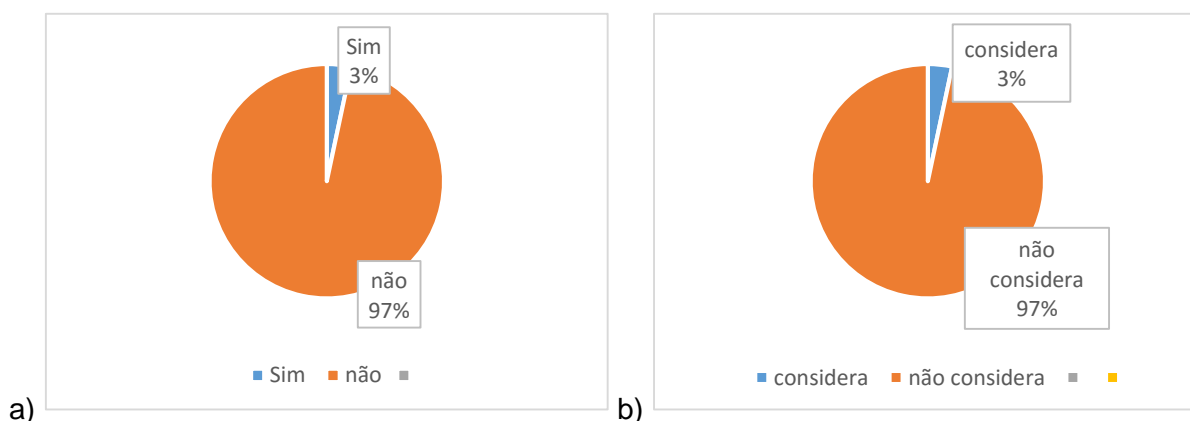 Sim
3%
não
97%
Sim não
a)
considera
3%
não
considera
97%
considera não considera
b)